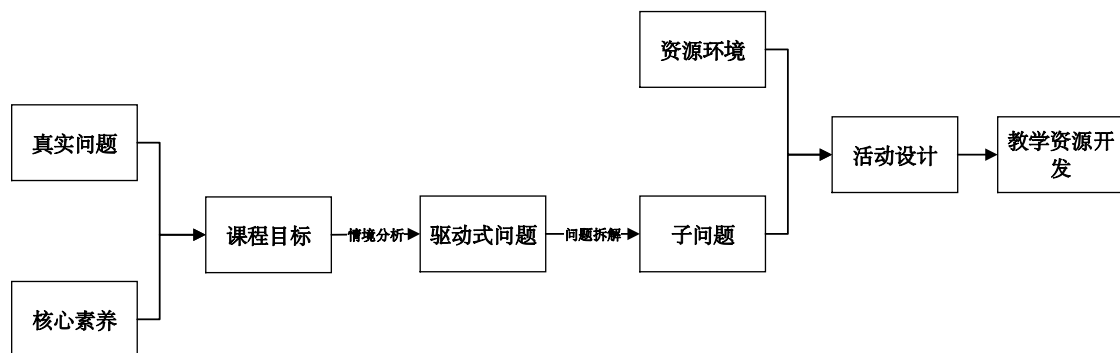 资源环境
真实问题
活动设计
教学资源开
发
课程目标
情境分析
驱动式问题
问题拆解
子问题
核心素养